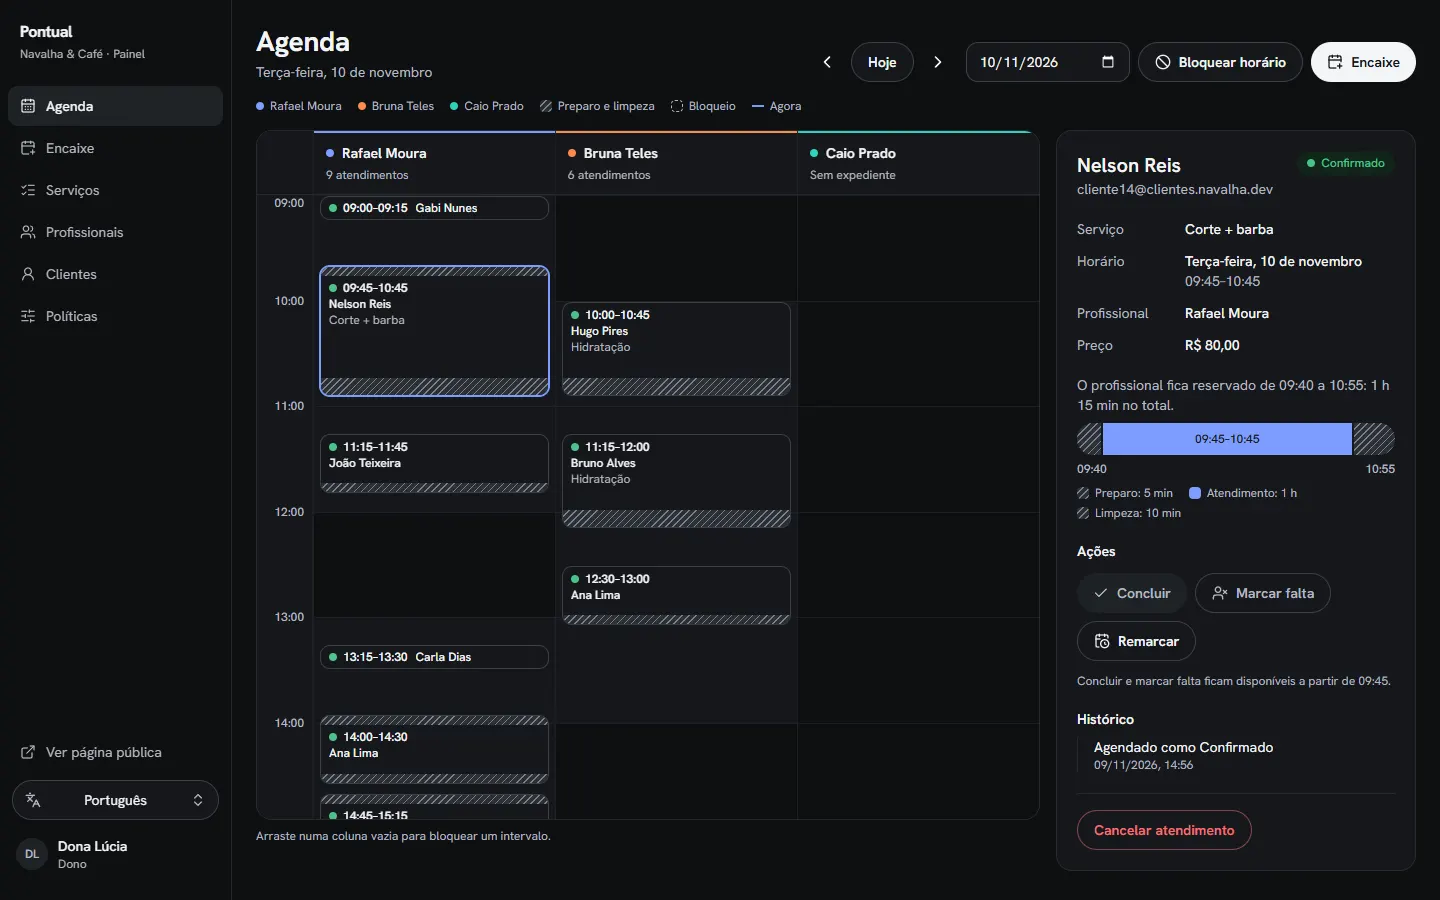 Pontual
Navalha & Café · Painel
Agenda
Encaixe
Serviços
Profissionais
Clientes
Políticas
Ver página pública
Português
DL
Dona Lúcia
Dono
Agenda
Terça-feira, 10 de novembro
Hoje
10/11/2026
Bloquear horário
Encaixe
Rafael Moura
Bruna Teles
Caio Prado
Preparo e limpeza
Bloqueio
Agora
Rafael Moura
9 atendimentos
Bruna Teles
6 atendimentos
Caio Prado
Sem expediente
09:00
10:00
11:00
12:00
13:00
14:00
09:00–09:15 Gabi Nunes
09:45–10:45
Nelson Reis
Corte + barba
11:15–11:45
João Teixeira
13:15–13:30 Carla Dias
14:00–14:30
Ana Lima
14:45–15:15
10:00–10:45
Hugo Pires
Hidratação
11:15–12:00
Bruno Alves
Hidratação
12:30–13:00
Ana Lima
Arraste numa coluna vazia para bloquear um intervalo.
Nelson Reis
Confirmado
cliente14@clientes.navalha.dev
Serviço
Corte + barba
Horário
Terça-feira, 10 de novembro
09:45–10:45
Profissional
Rafael Moura
Preço
R$ 80,00
O profissional fica reservado de 09:40 a 10:55: 1 h
15 min no total.
09:45–10:45
09:40
10:55
Preparo: 5 min
Atendimento: 1 h
Limpeza: 10 min
Ações
Concluir
Marcar falta
Remarcar
Concluir e marcar falta ficam disponíveis a partir de 09:45.
Histórico
Agendado como Confirmado
09/11/2026, 14:56
Cancelar atendimento